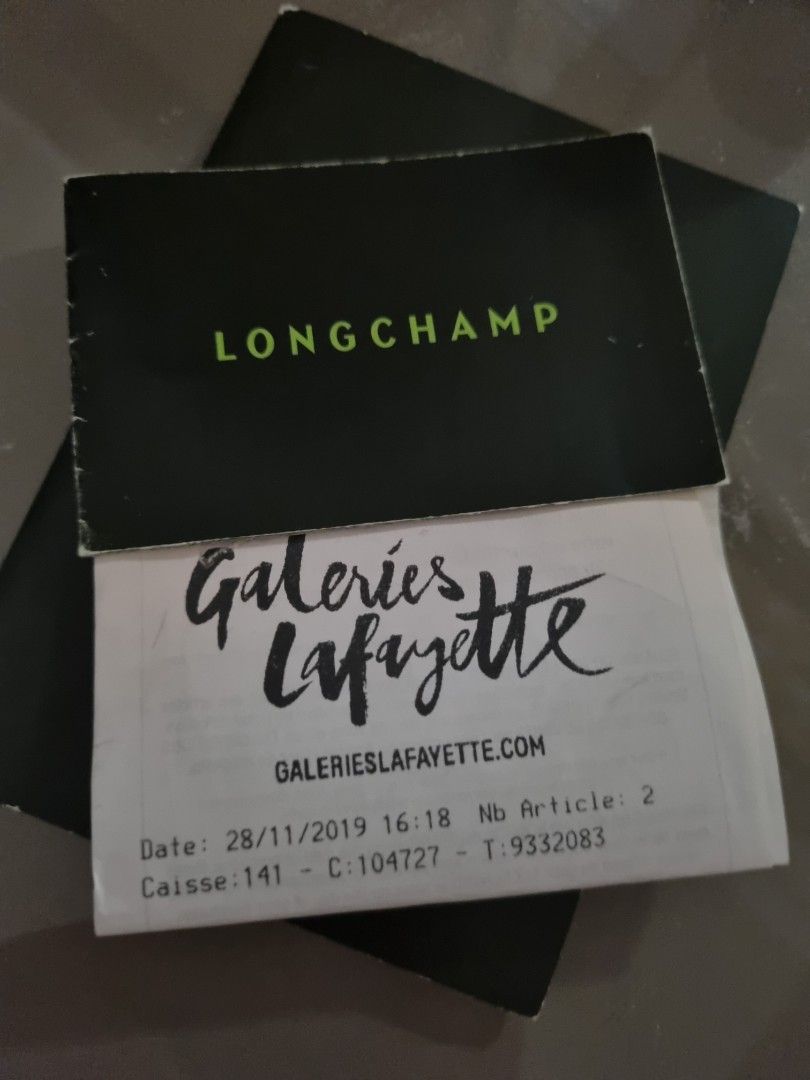 LONGCHAMP
Galeries
Lafayette
GALERIESLAFAYETTE.COM
Date: 28/11/2019 16:18 Nb Article: 2
Caisse:141 - C:104727 - T:9332083